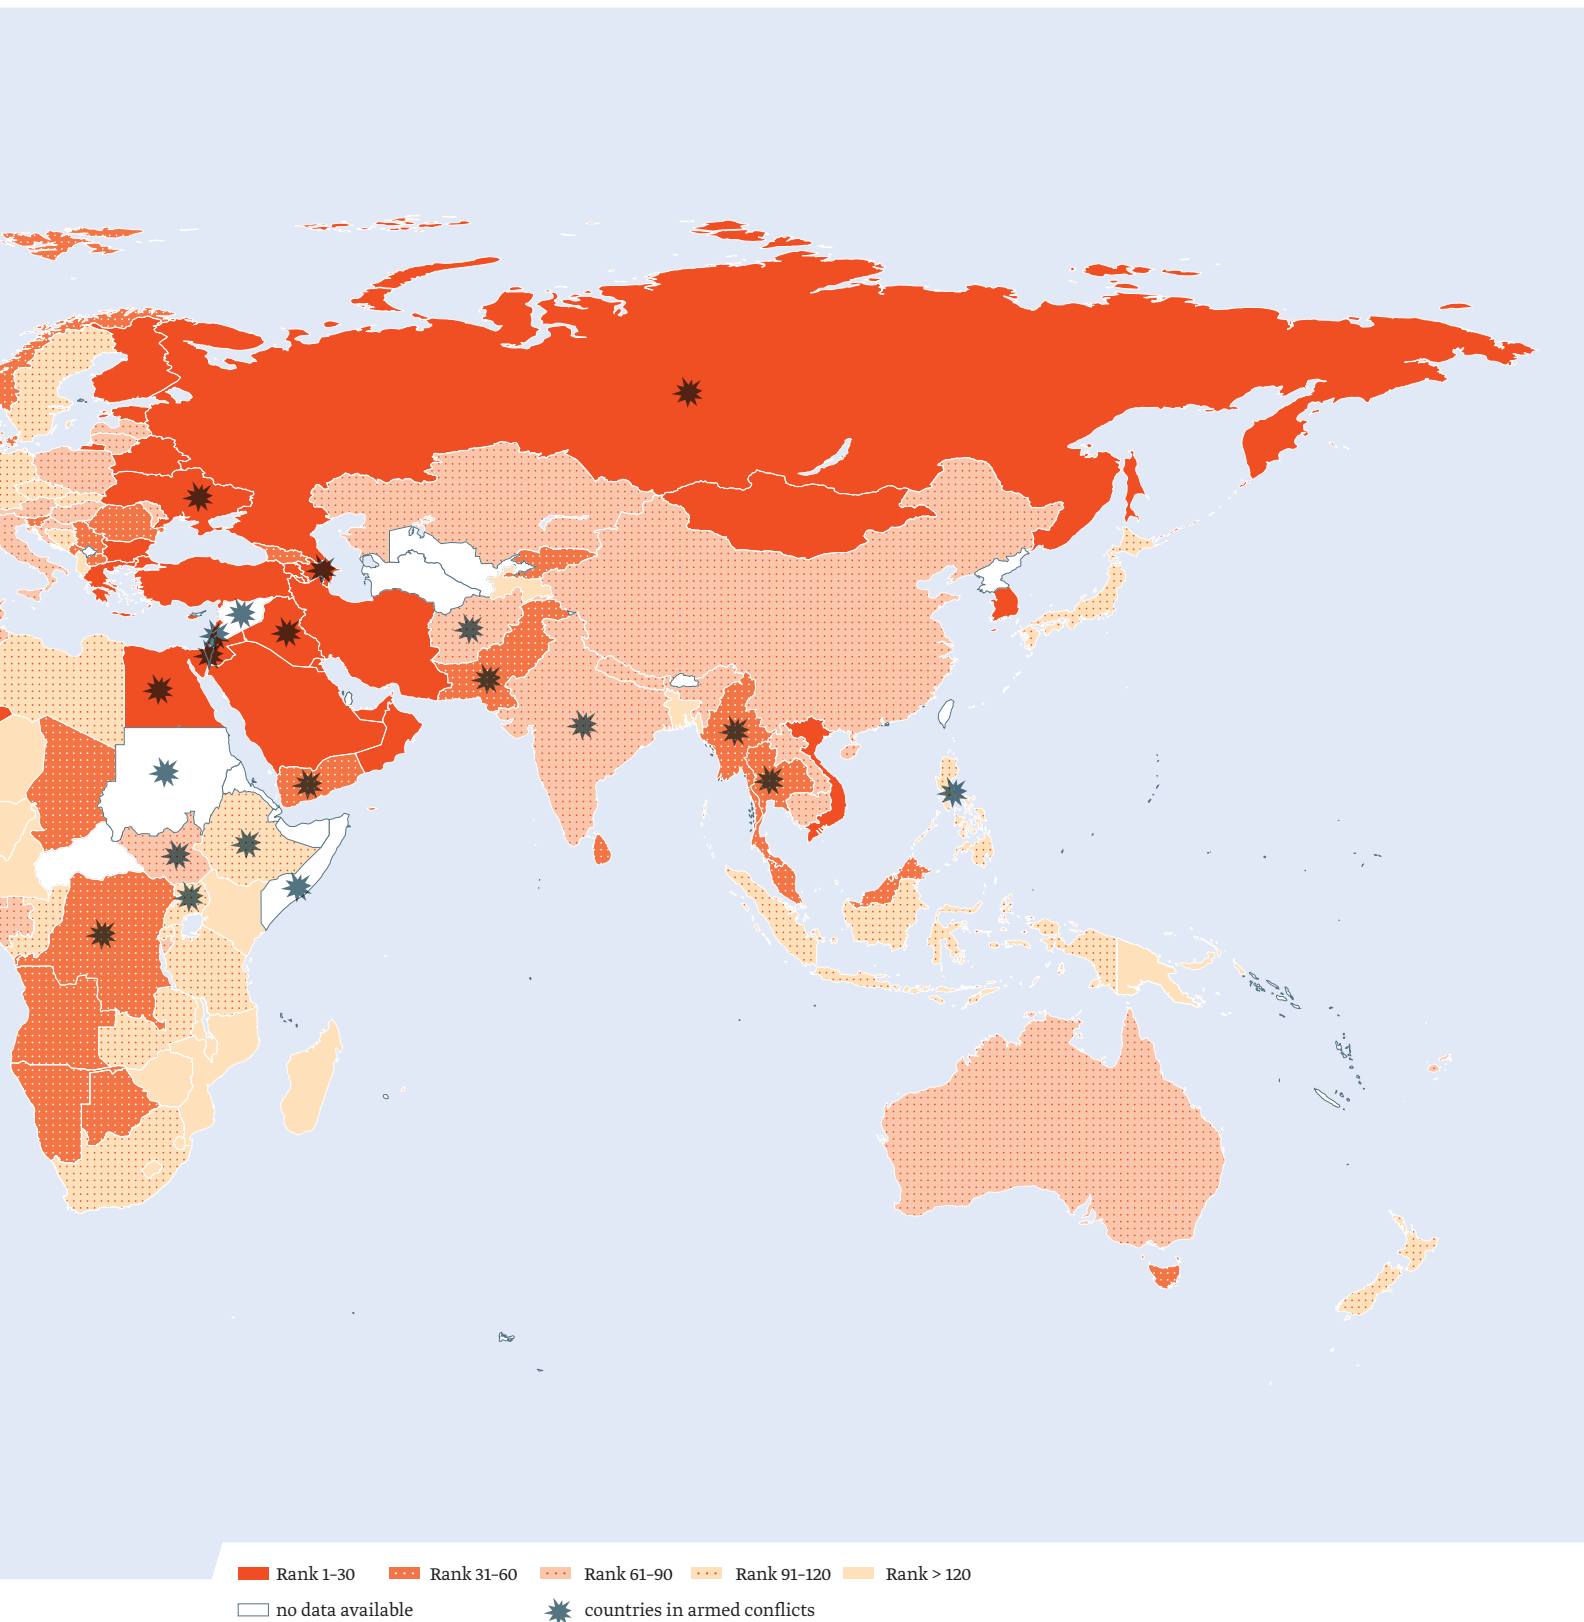 Rank 1–30 Rank 31–60 Rank 61–90 Rank 91–120 Rank > 120
no data available countries in armed conflicts